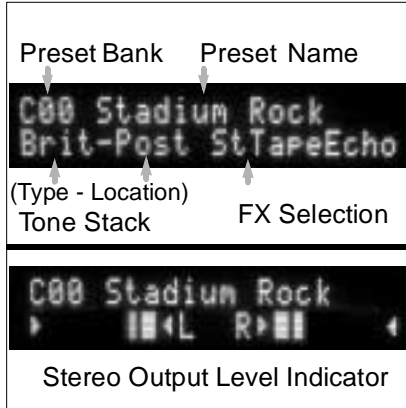 Preset Bank Preset Name
C00 Stadium Rock
Brit-Post StTapeEcho
(Type - Location)
Tone Stack FX Selection
C00 Stadium Rock
L R
Stereo Output Level Indicator